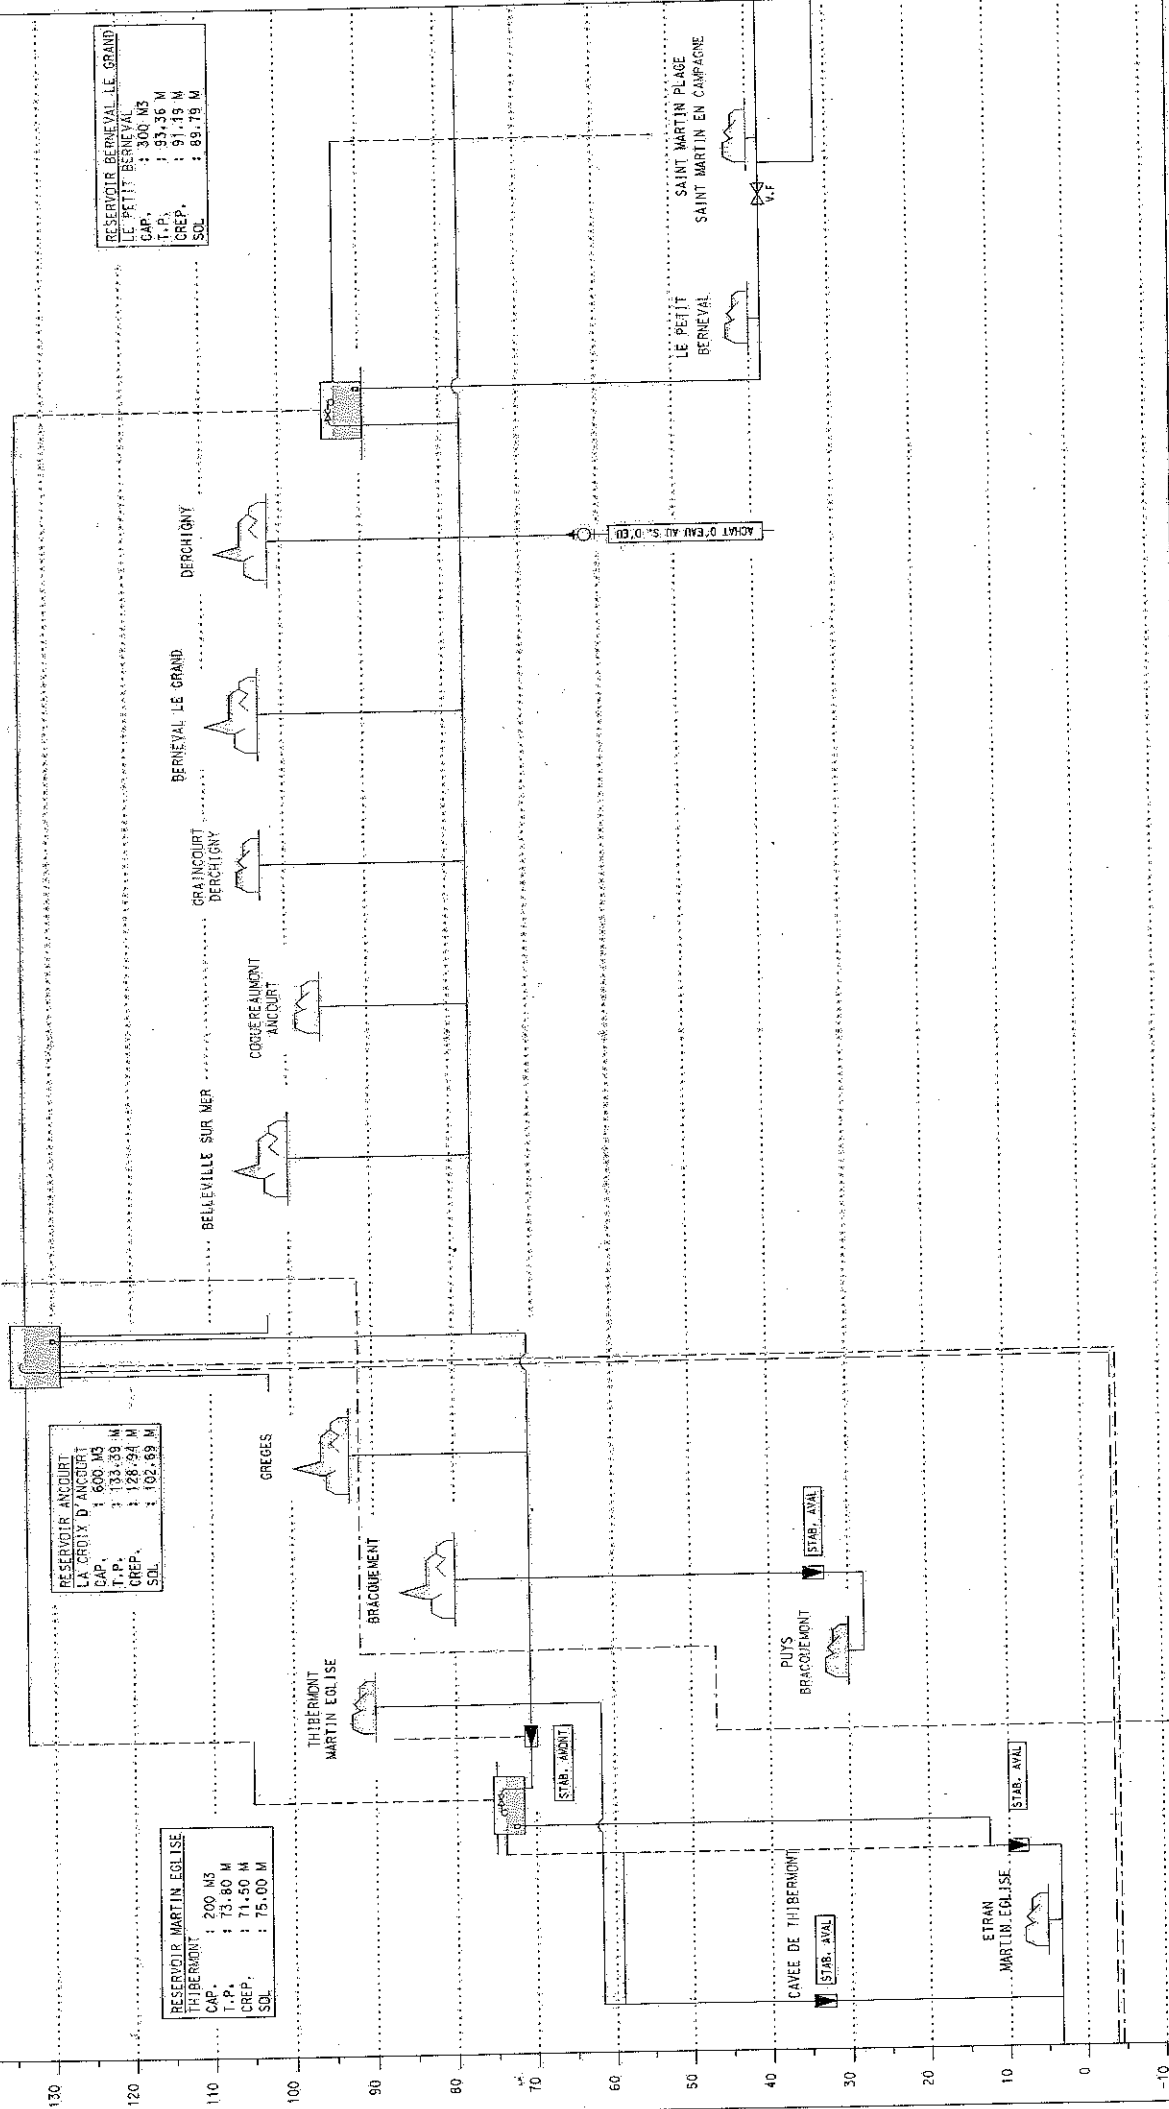 RESERVOIR BERNEVAL LE GRAND
LE PETIT BERNEVAL
CAP. : 300 M3
T.P. : 93.36 M
CREP. : 91.19 M
SOL : 89.79 M
SAINT MARTIN PLAGE
SAINT MARTIN EN CAMPAGNE
V.F
LE PETIT
BERNEVAL
DERCHIGNY
ACHAT D'EAU AU S. D'EU
BERNEVAL LE GRAND
GRAINCOURT
DERCHIGNY
COQUEREAUMONT
ANCOURT
BELLEVILLE SUR MER
RESERVOIR ANCOURT
LA CROIX D'ANCOURT
CAP. : 600 M3
T.P. : 133.39 M
CREP. : 128.94 M
SOL : 102.69 M
GREGES
BRACQUEMENT
STAB. AVAL
PUYS
BRACQUEMONT
THIBERMONT
MARTIN EGLISE
STAB. AMONT
STAB. AVAL
RESERVOIR MARTIN EGLISE
THIBERMONT
CAP. : 200 M3
T.P. : 73.80 M
CREP. : 71.50 M
SOL : 75.00 M
CAVEE DE THIBERMONT
STAB. AVAL
ETRAN
MARTIN EGLISE
130
120
110
100
90
80
70
60
50
40
30
20
10
0
-10